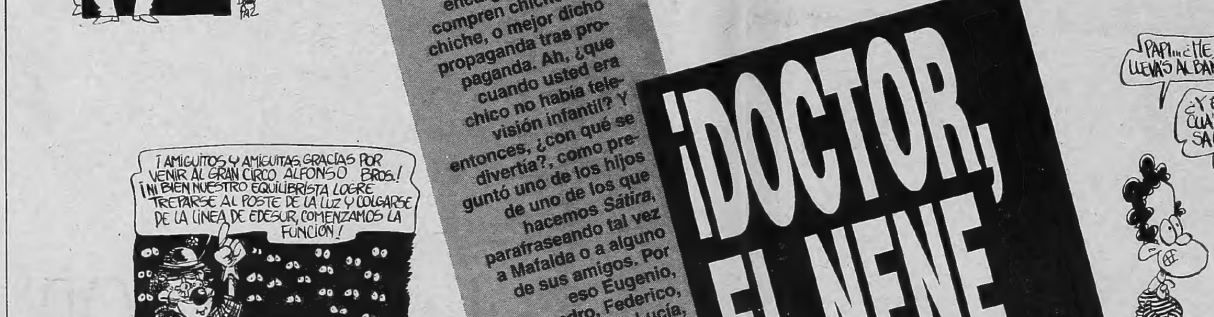 PAZ
¡AMIGUITOS Y AMIGUITAS, GRACIAS POR
VENIR AL GRAN CIRCO ALFONSO BROS.!
¡NI BIEN NUESTRO EQUILIBRISTA LOGRE
TREPARSE AL POSTE DE LA LUZ Y COLGARSE
DE LA LINEA DE EDESUR, COMENZAMOS LA
FUNCIÓN!
compren
chiche, o mejor dicho
propaganda tras pro-
paganda. Ah, ¿que
cuando usted era
chico no había tele-
visión infantil? Y
entonces, ¿con qué se
divertía?, como pre-
guntó uno de los hijos
de uno de los que
hacemos Sátira,
parafraseando tal vez
a Mafalda o a alguno
de sus amigos. Por
eso Eugenio,
Federico,
Lucía,
¡DOCTOR,
EL NENE
PAPI... ¿ME
LLEVAS AL